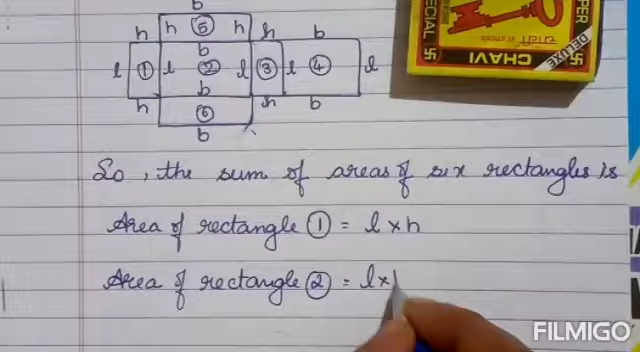 b
h ⑤ h
h b h b
l ① l ② l ③ l ④ l
h b h b
⑥
b
So, the sum of areas of six rectangles is
Area of rectangle ① = l × h
Area of rectangle ② = l ×
SPECIAL
SUPER
DELUXE
CHAVI
FILMIGO